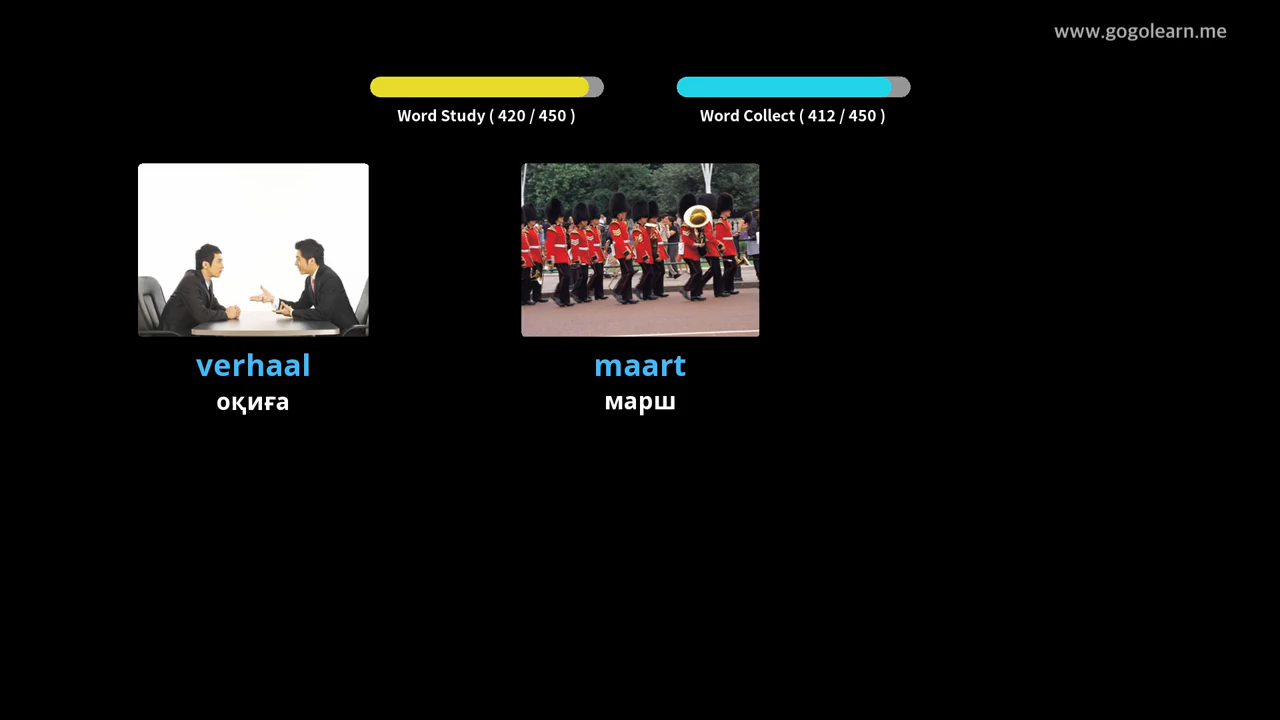 www.gogolearn.me
Word Study ( 420 / 450 )
Word Collect ( 412 / 450 )
verhaal
оқиға
maart
марш